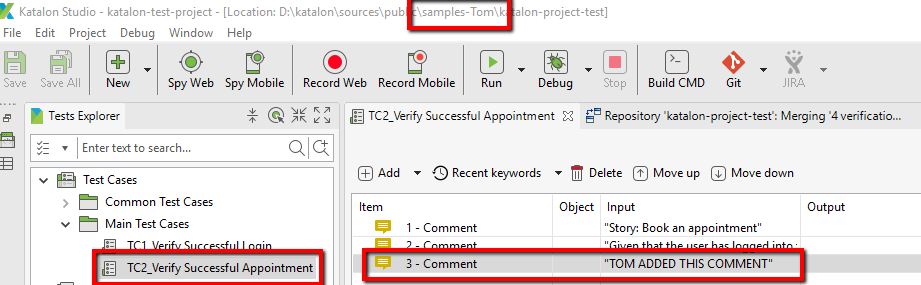 Katalon Studio - katalon-test-project - [Location: D:\katalon\sources\public\samples-Tom\katalon-project-test]
File Edit Project Debug Window Help
Save Save All New Spy Web Spy Mobile Record Web Record Mobile Run Debug Stop Build CMD Git JIRA
Tests Explorer
TC2_Verify Successful Appointment
Repository 'katalon-project-test': Merging '4 verificatio...
Enter text to search...
Add Recent keywords Delete Move up Move down
Test Cases
Common Test Cases
Main Test Cases
TC1_Verify Successful Login
TC2_Verify Successful Appointment
Item Object Input Output
1 - Comment "Story: Book an appointment"
2 - Comment "Given that the user has logged into
3 - Comment "TOM ADDED THIS COMMENT"